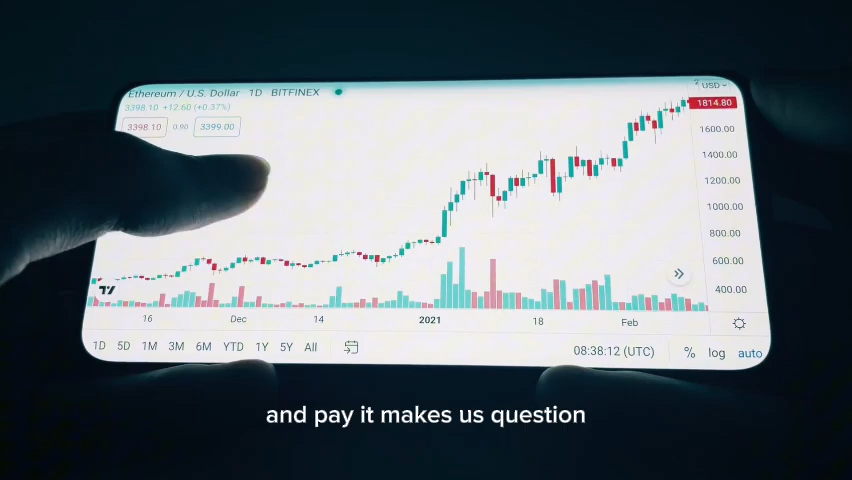 Ethereum / U.S. Dollar 1D BITFINEX
USD
3398.10 +12.60 (+0.37%)
1814.80
3398.10 0.90 3399.00
1600.00
1400.00
1200.00
1000.00
800.00
600.00
400.00
16 Dec 14 2021 18 Feb
1D 5D 1M 3M 6M YTD 1Y 5Y All 08:38:12 (UTC) % log auto
and pay it makes us question